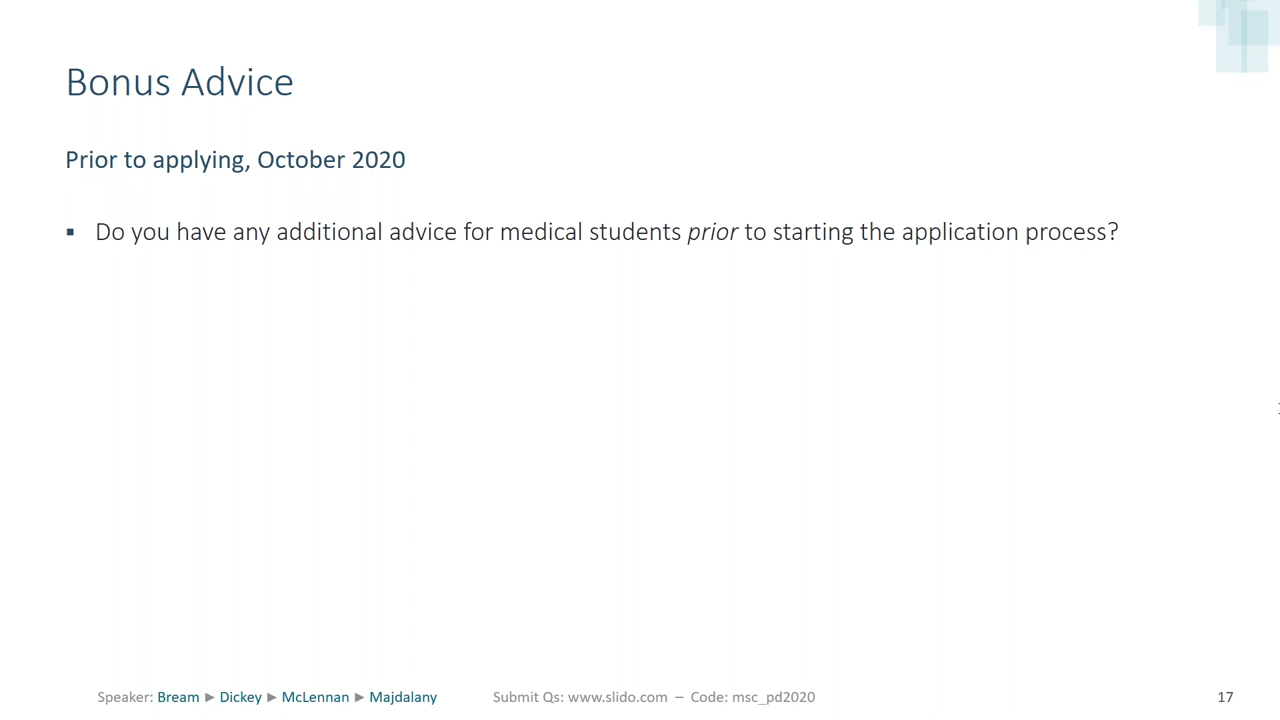 Bonus Advice
Prior to applying, October 2020
▪ Do you have any additional advice for medical students prior to starting the application process?
Speaker: Bream ► Dickey ► McLennan ► Majdalany
Submit Qs: www.slido.com – Code: msc_pd2020
17